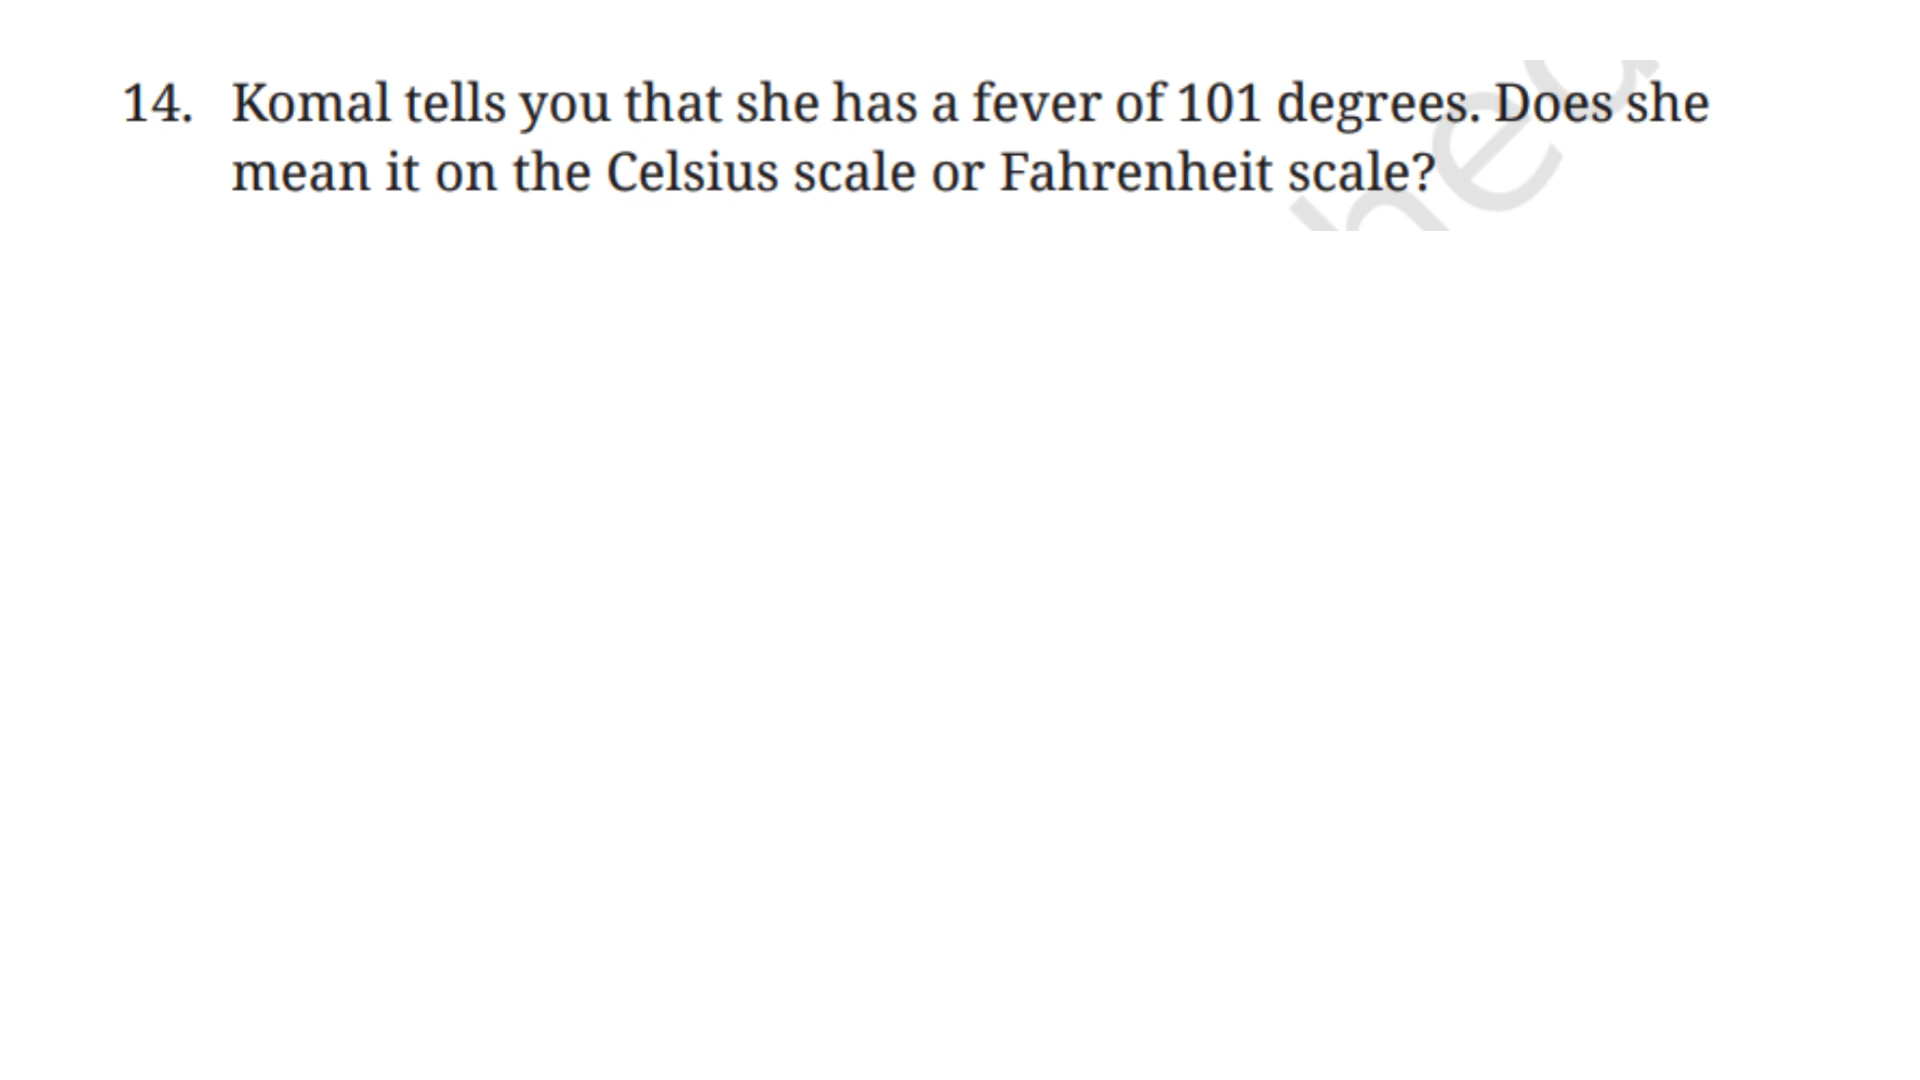 14. Komal tells you that she has a fever of 101 degrees. Does she
mean it on the Celsius scale or Fahrenheit scale?